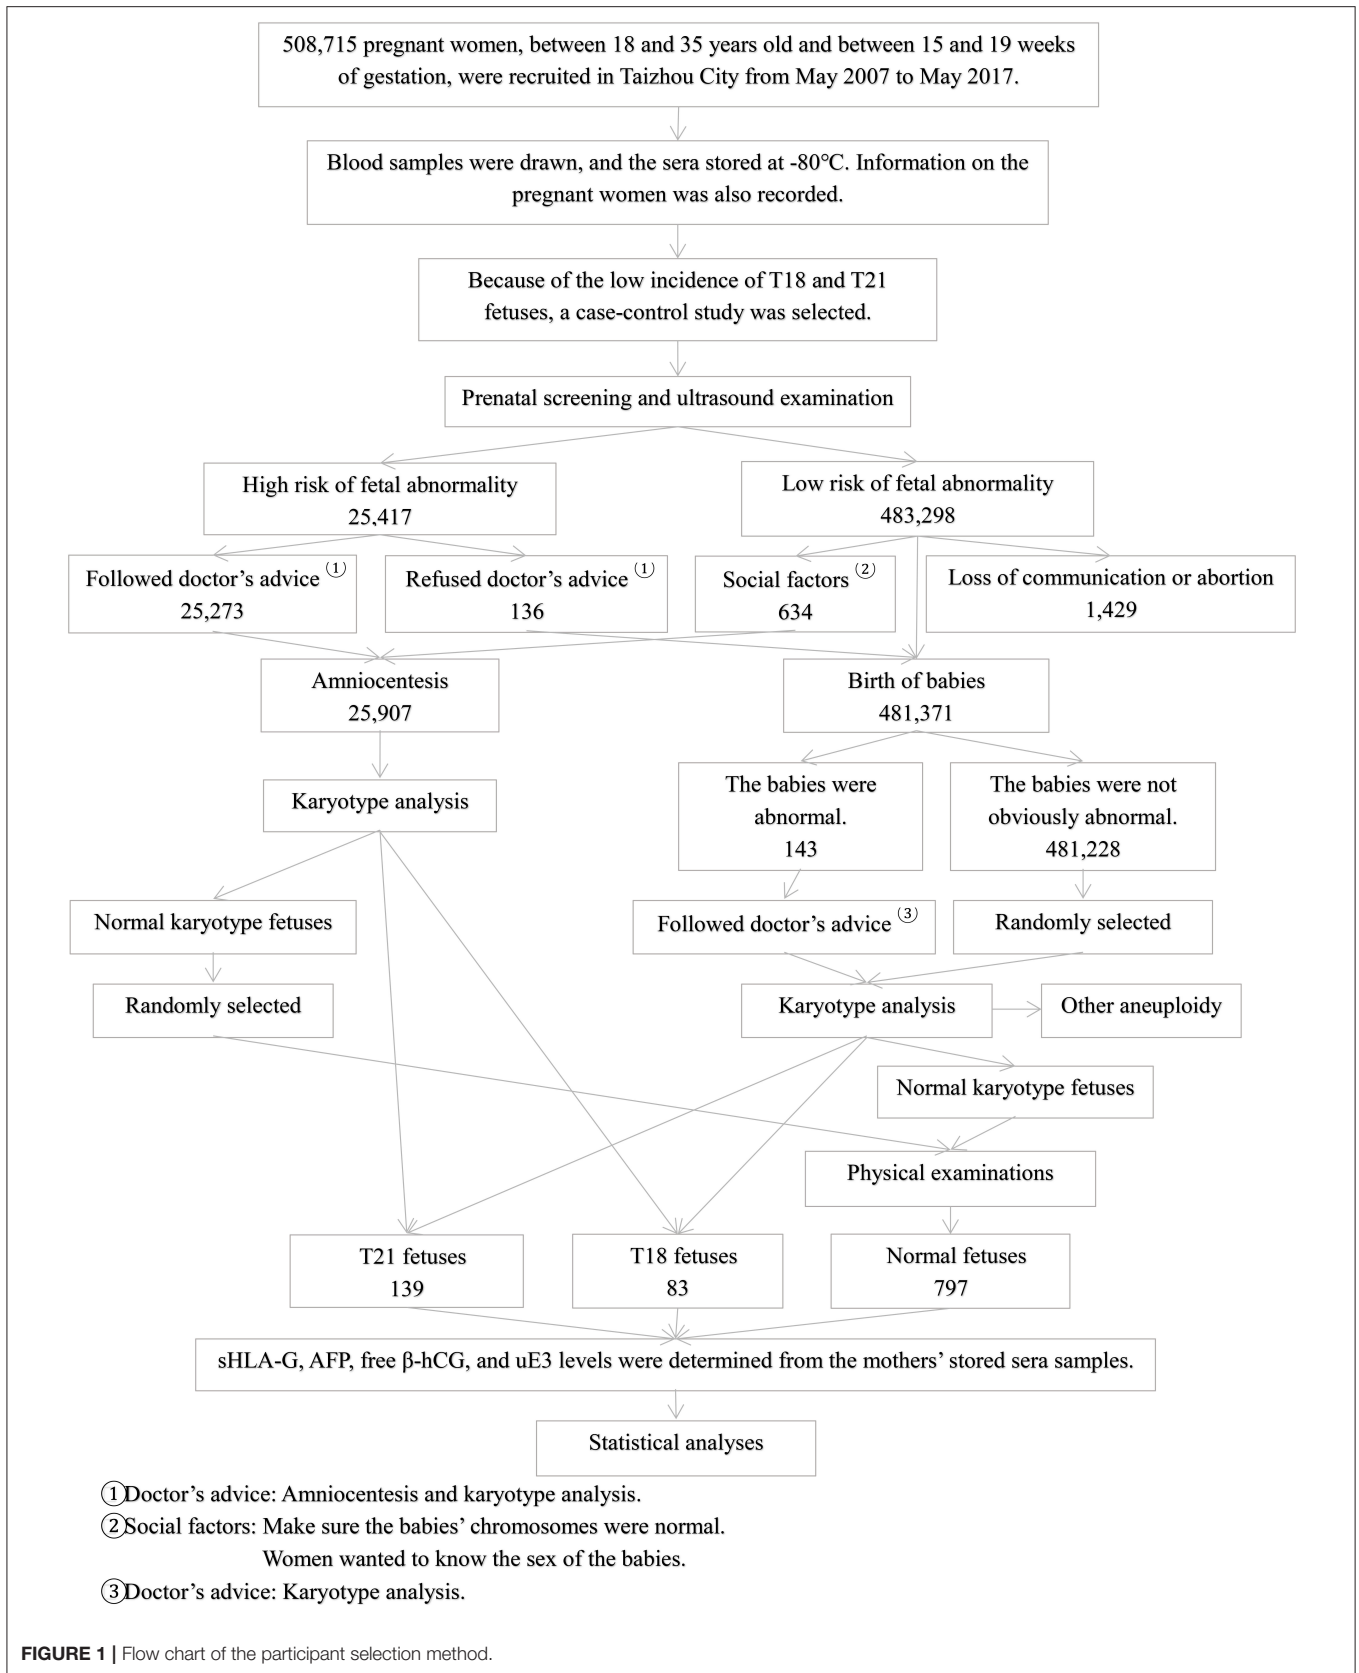 508,715 pregnant women, between 18 and 35 years old and between 15 and 19 weeks
of gestation, were recruited in Taizhou City from May 2007 to May 2017.
Blood samples were drawn, and the sera stored at -80℃. Information on the
pregnant women was also recorded.
Because of the low incidence of T18 and T21
fetuses, a case-control study was selected.
Prenatal screening and ultrasound examination
High risk of fetal abnormality
25,417
Low risk of fetal abnormality
483,298
Followed doctor's advice ①
25,273
Refused doctor's advice ①
136
Social factors ②
634
Loss of communication or abortion
1,429
Amniocentesis
25,907
Birth of babies
481,371
Karyotype analysis
The babies were
abnormal.
143
The babies were not
obviously abnormal.
481,228
Normal karyotype fetuses
Followed doctor's advice ③
Randomly selected
Randomly selected
Karyotype analysis
Other aneuploidy
Normal karyotype fetuses
Physical examinations
T21 fetuses
139
T18 fetuses
83
Normal fetuses
797
sHLA-G, AFP, free β-hCG, and uE3 levels were determined from the mothers' stored sera samples.
Statistical analyses
①Doctor's advice: Amniocentesis and karyotype analysis.
②Social factors: Make sure the babies' chromosomes were normal.
Women wanted to know the sex of the babies.
③Doctor's advice: Karyotype analysis.
FIGURE 1 | Flow chart of the participant selection method.